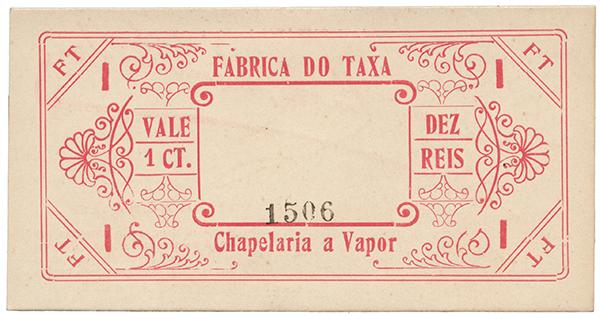 FT
FT
1
1
FÁBRICA DO TAXA
VALE
1 CT.
DEZ
REIS
1506
1
1
Chapelaria a Vapor
FT
FT